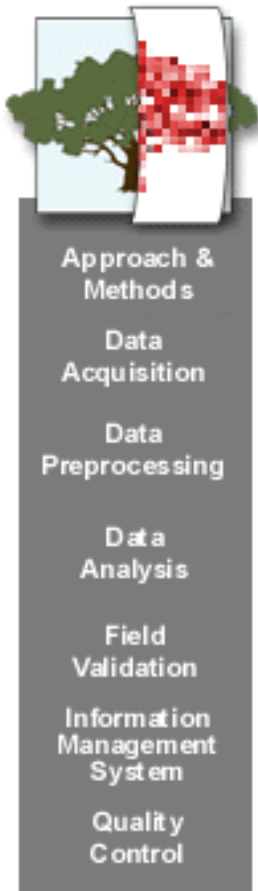 Approach &
Methods
Data
Acquisition
Data
Preprocessing
Data
Analysis
Field
Validation
Information
Management
System
Quality
Control